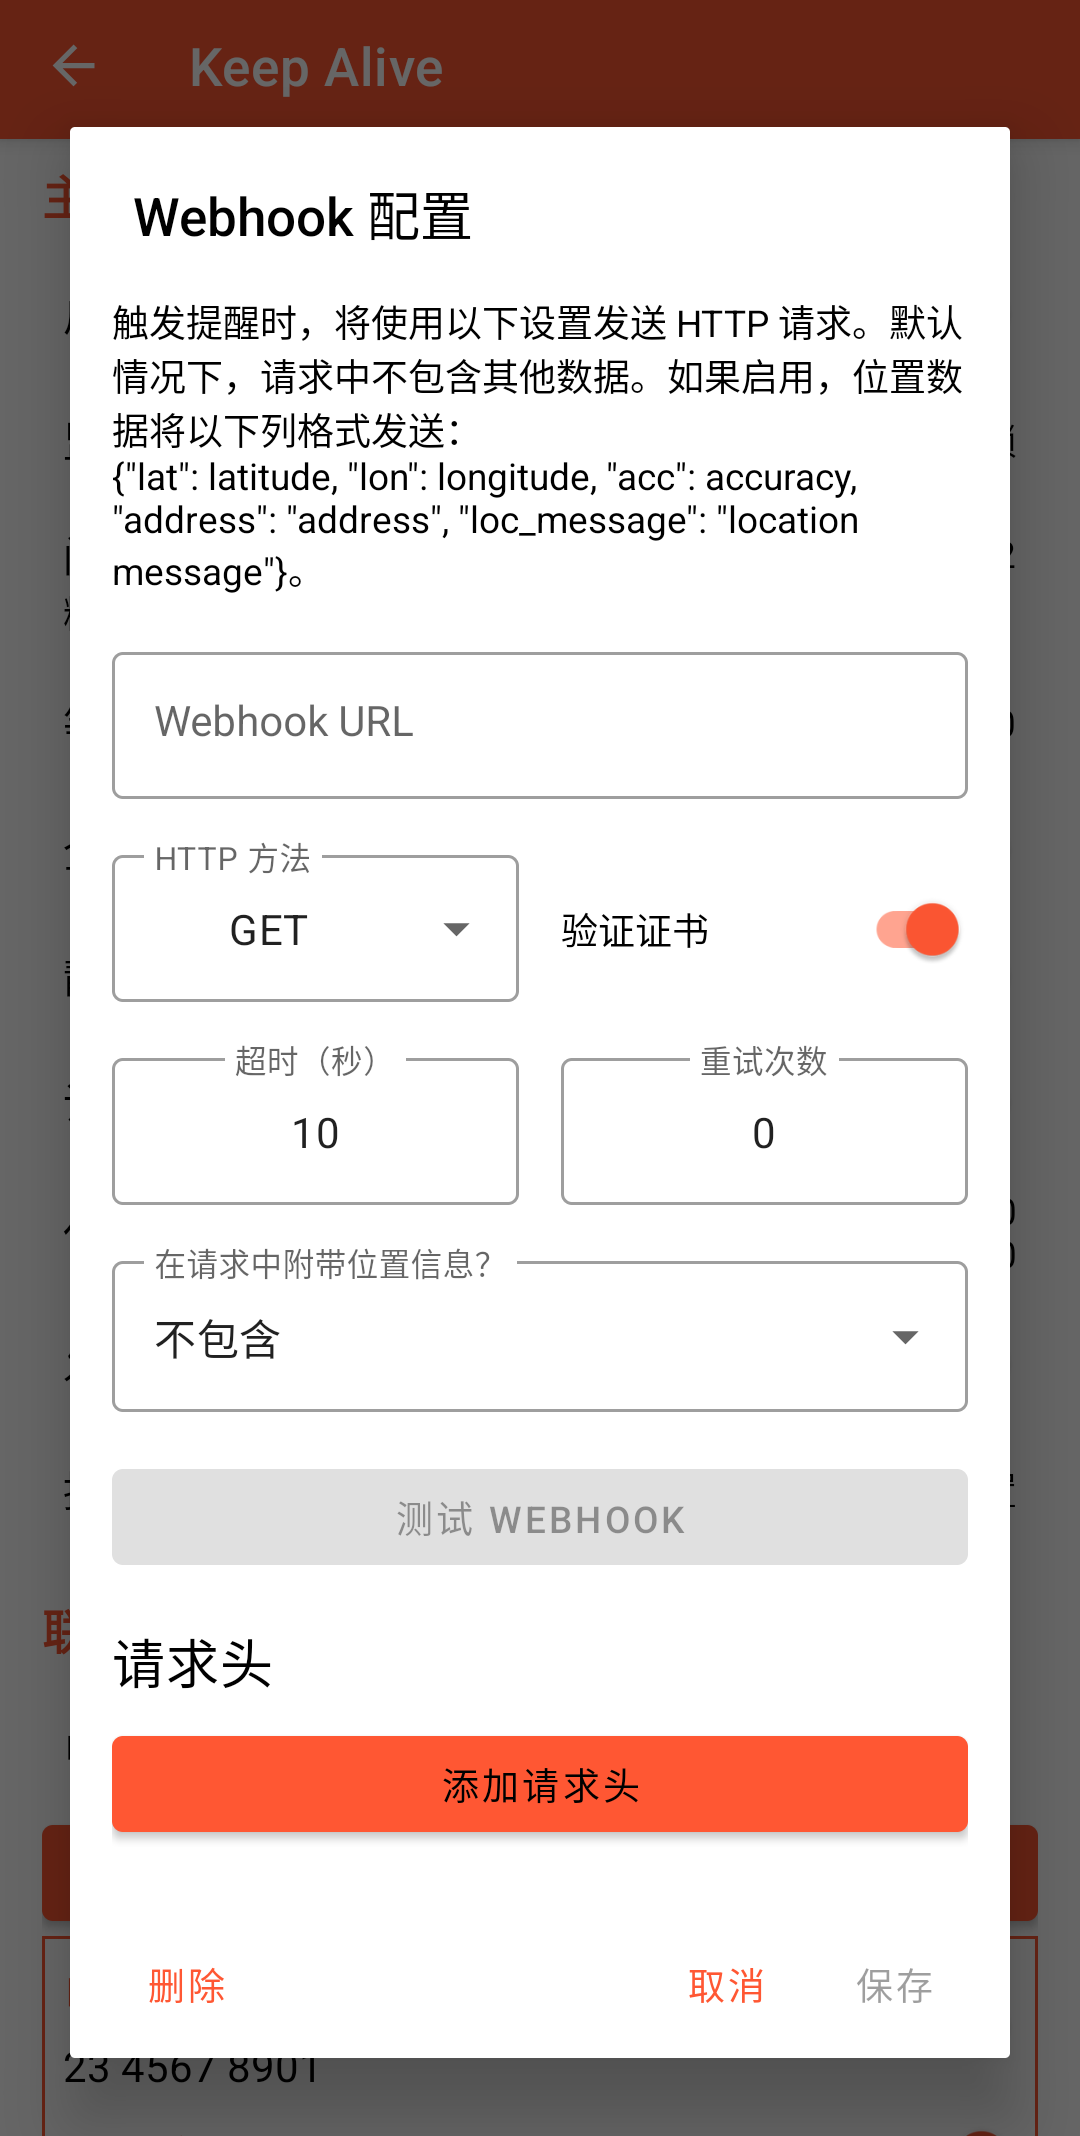 Keep Alive
Webhook 配置
触发提醒时，将使用以下设置发送 HTTP 请求。默认
情况下，请求中不包含其他数据。如果启用，位置数
据将以下列格式发送：
{"lat": latitude, "lon": longitude, "acc": accuracy,
"address": "address", "loc_message": "location
message"}。
Webhook URL
HTTP 方法
GET
验证证书
超时（秒）
重试次数
10
0
在请求中附带位置信息？
不包含
测试 WEBHOOK
请求头
添加请求头
删除
取消
保存
23 4567 8901